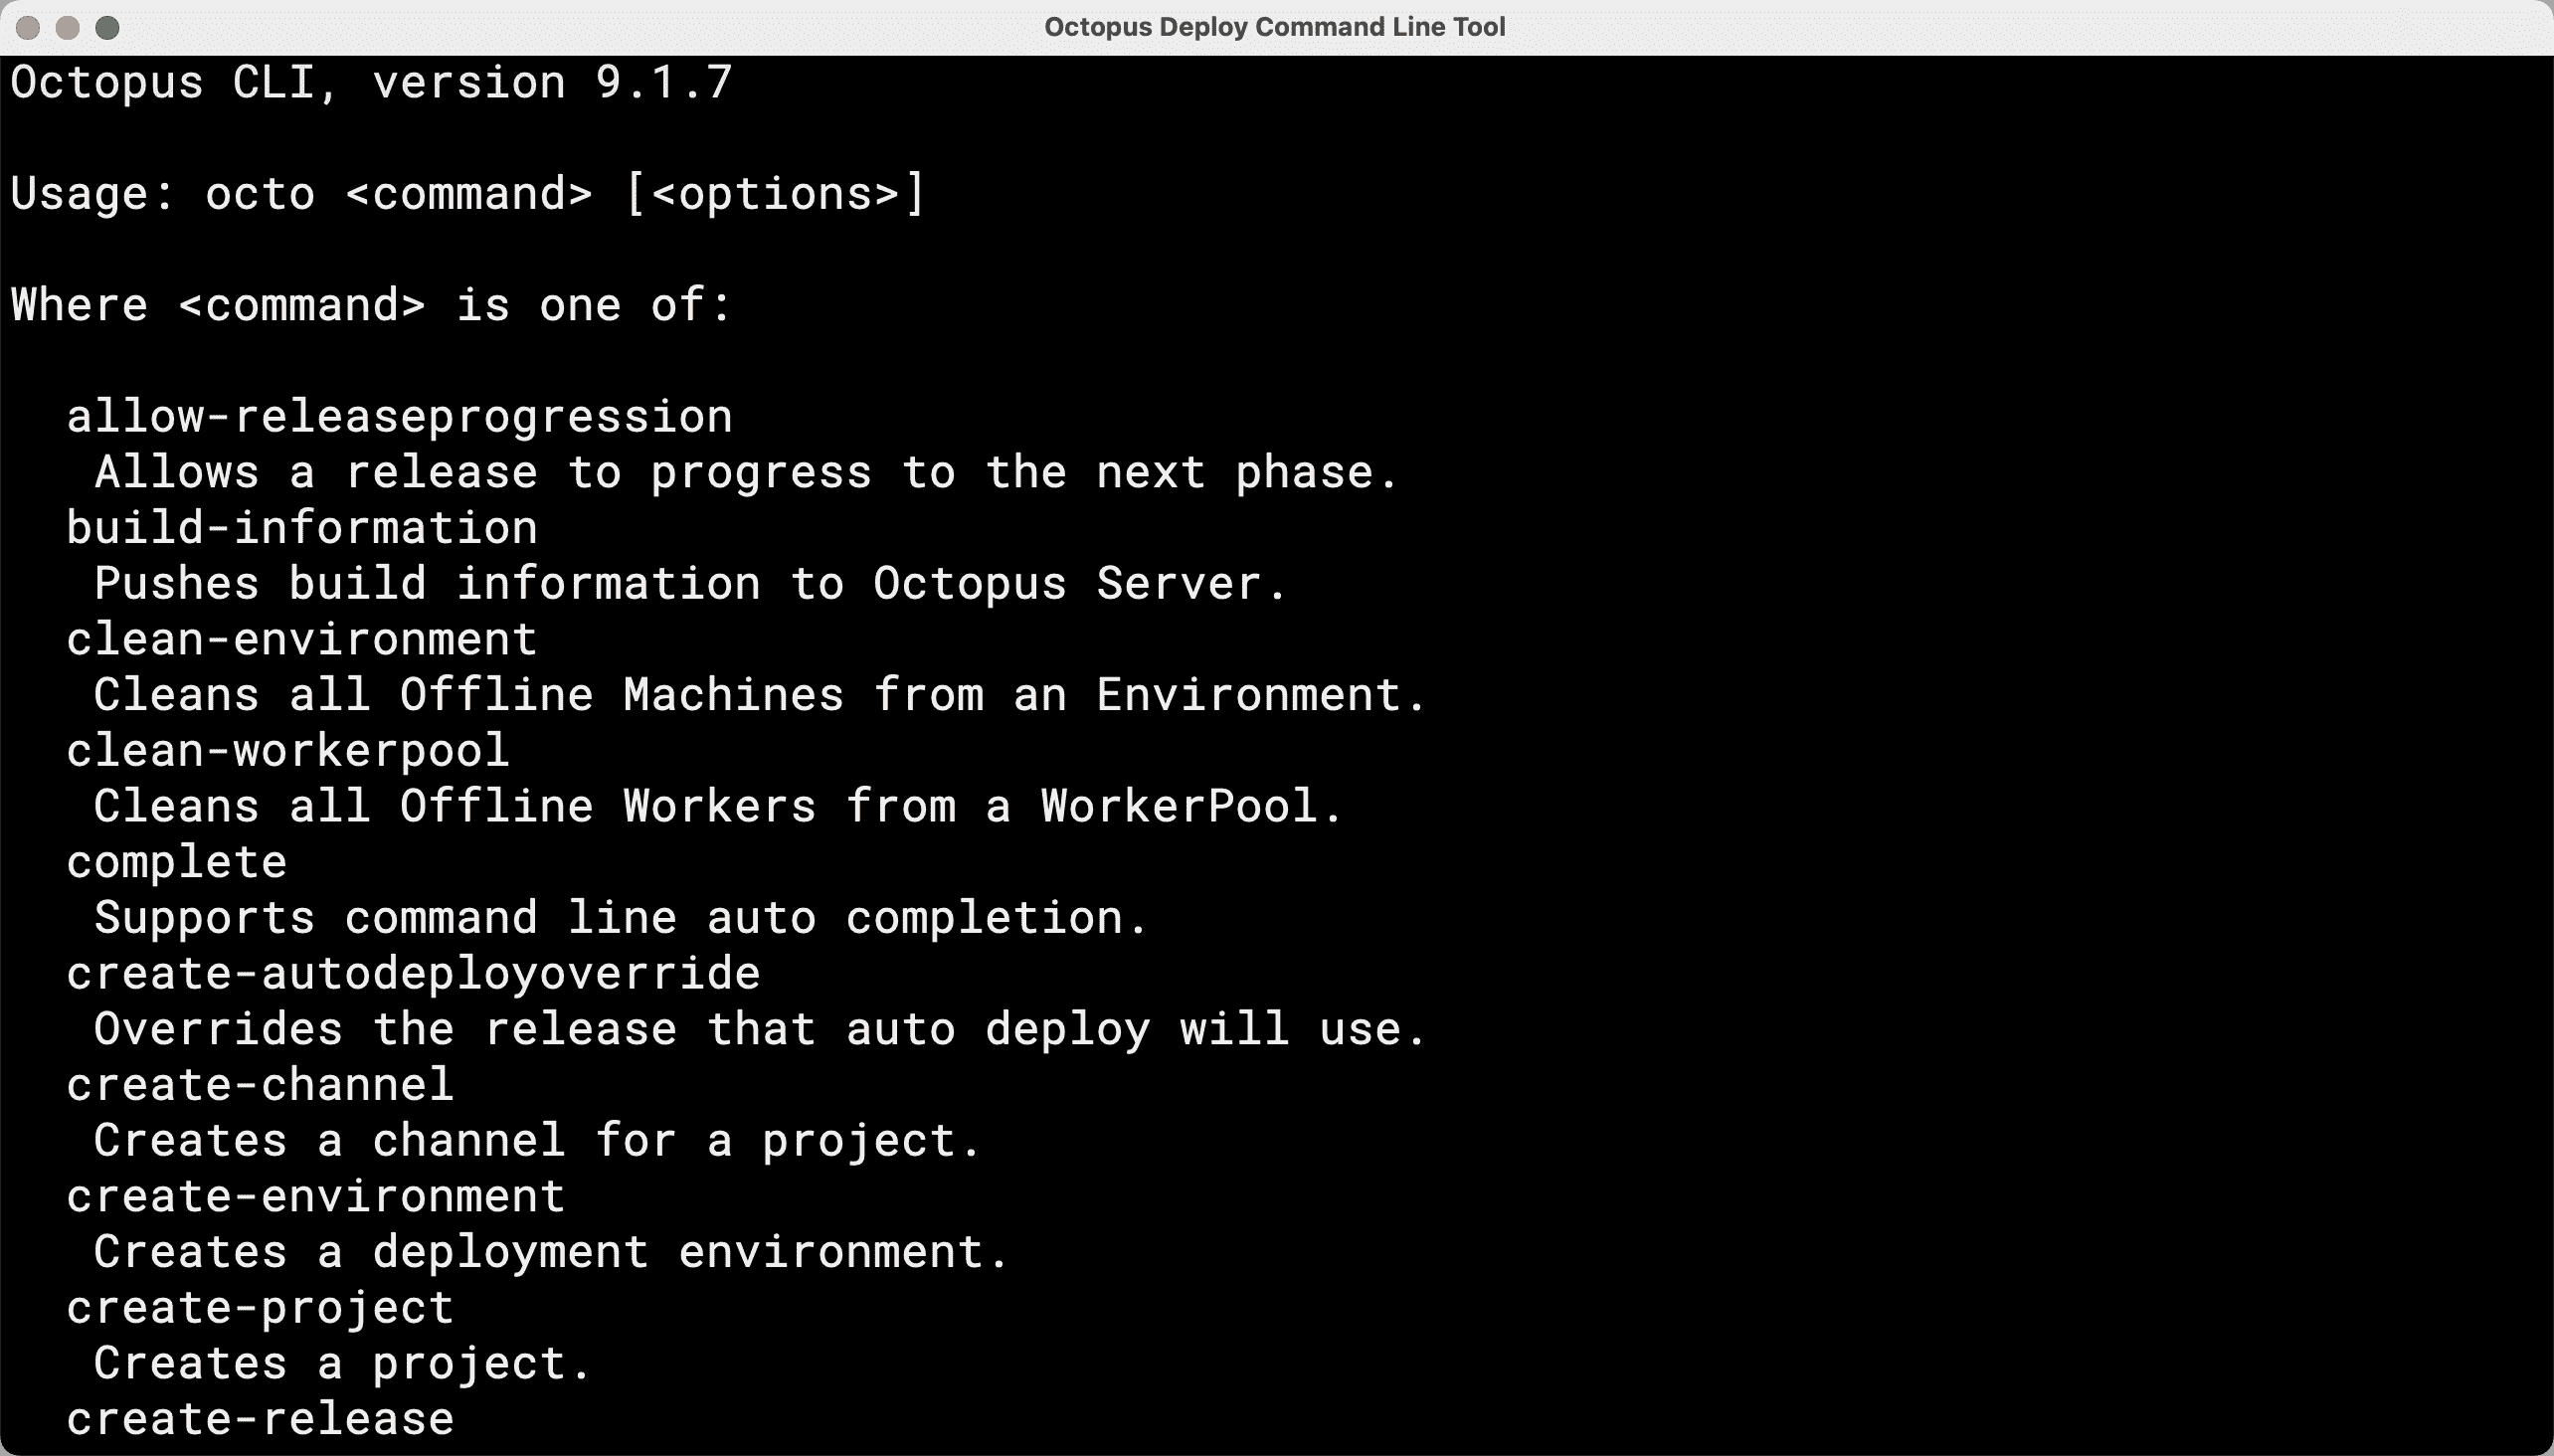 Octopus Deploy Command Line Tool
Octopus CLI, version 9.1.7
Usage: octo <command> [<options>]
Where <command> is one of:
allow-releaseprogression
Allows a release to progress to the next phase.
build-information
Pushes build information to Octopus Server.
clean-environment
Cleans all Offline Machines from an Environment.
clean-workerpool
Cleans all Offline Workers from a WorkerPool.
complete
Supports command line auto completion.
create-autodeployoverride
Overrides the release that auto deploy will use.
create-channel
Creates a channel for a project.
create-environment
Creates a deployment environment.
create-project
Creates a project.
create-release